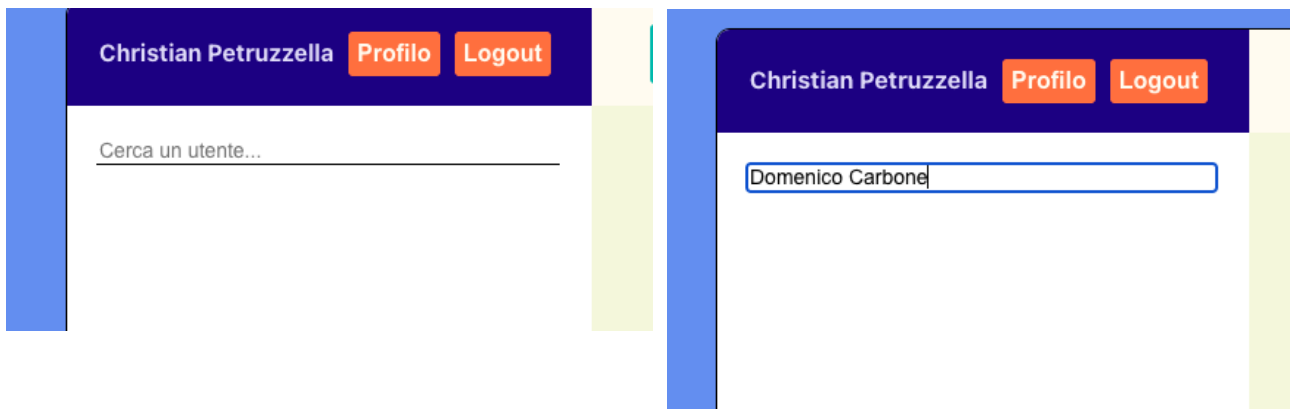 Christian Petruzzella Profilo Logout
Cerca un utente...
Christian Petruzzella Profilo Logout
Domenico Carbone